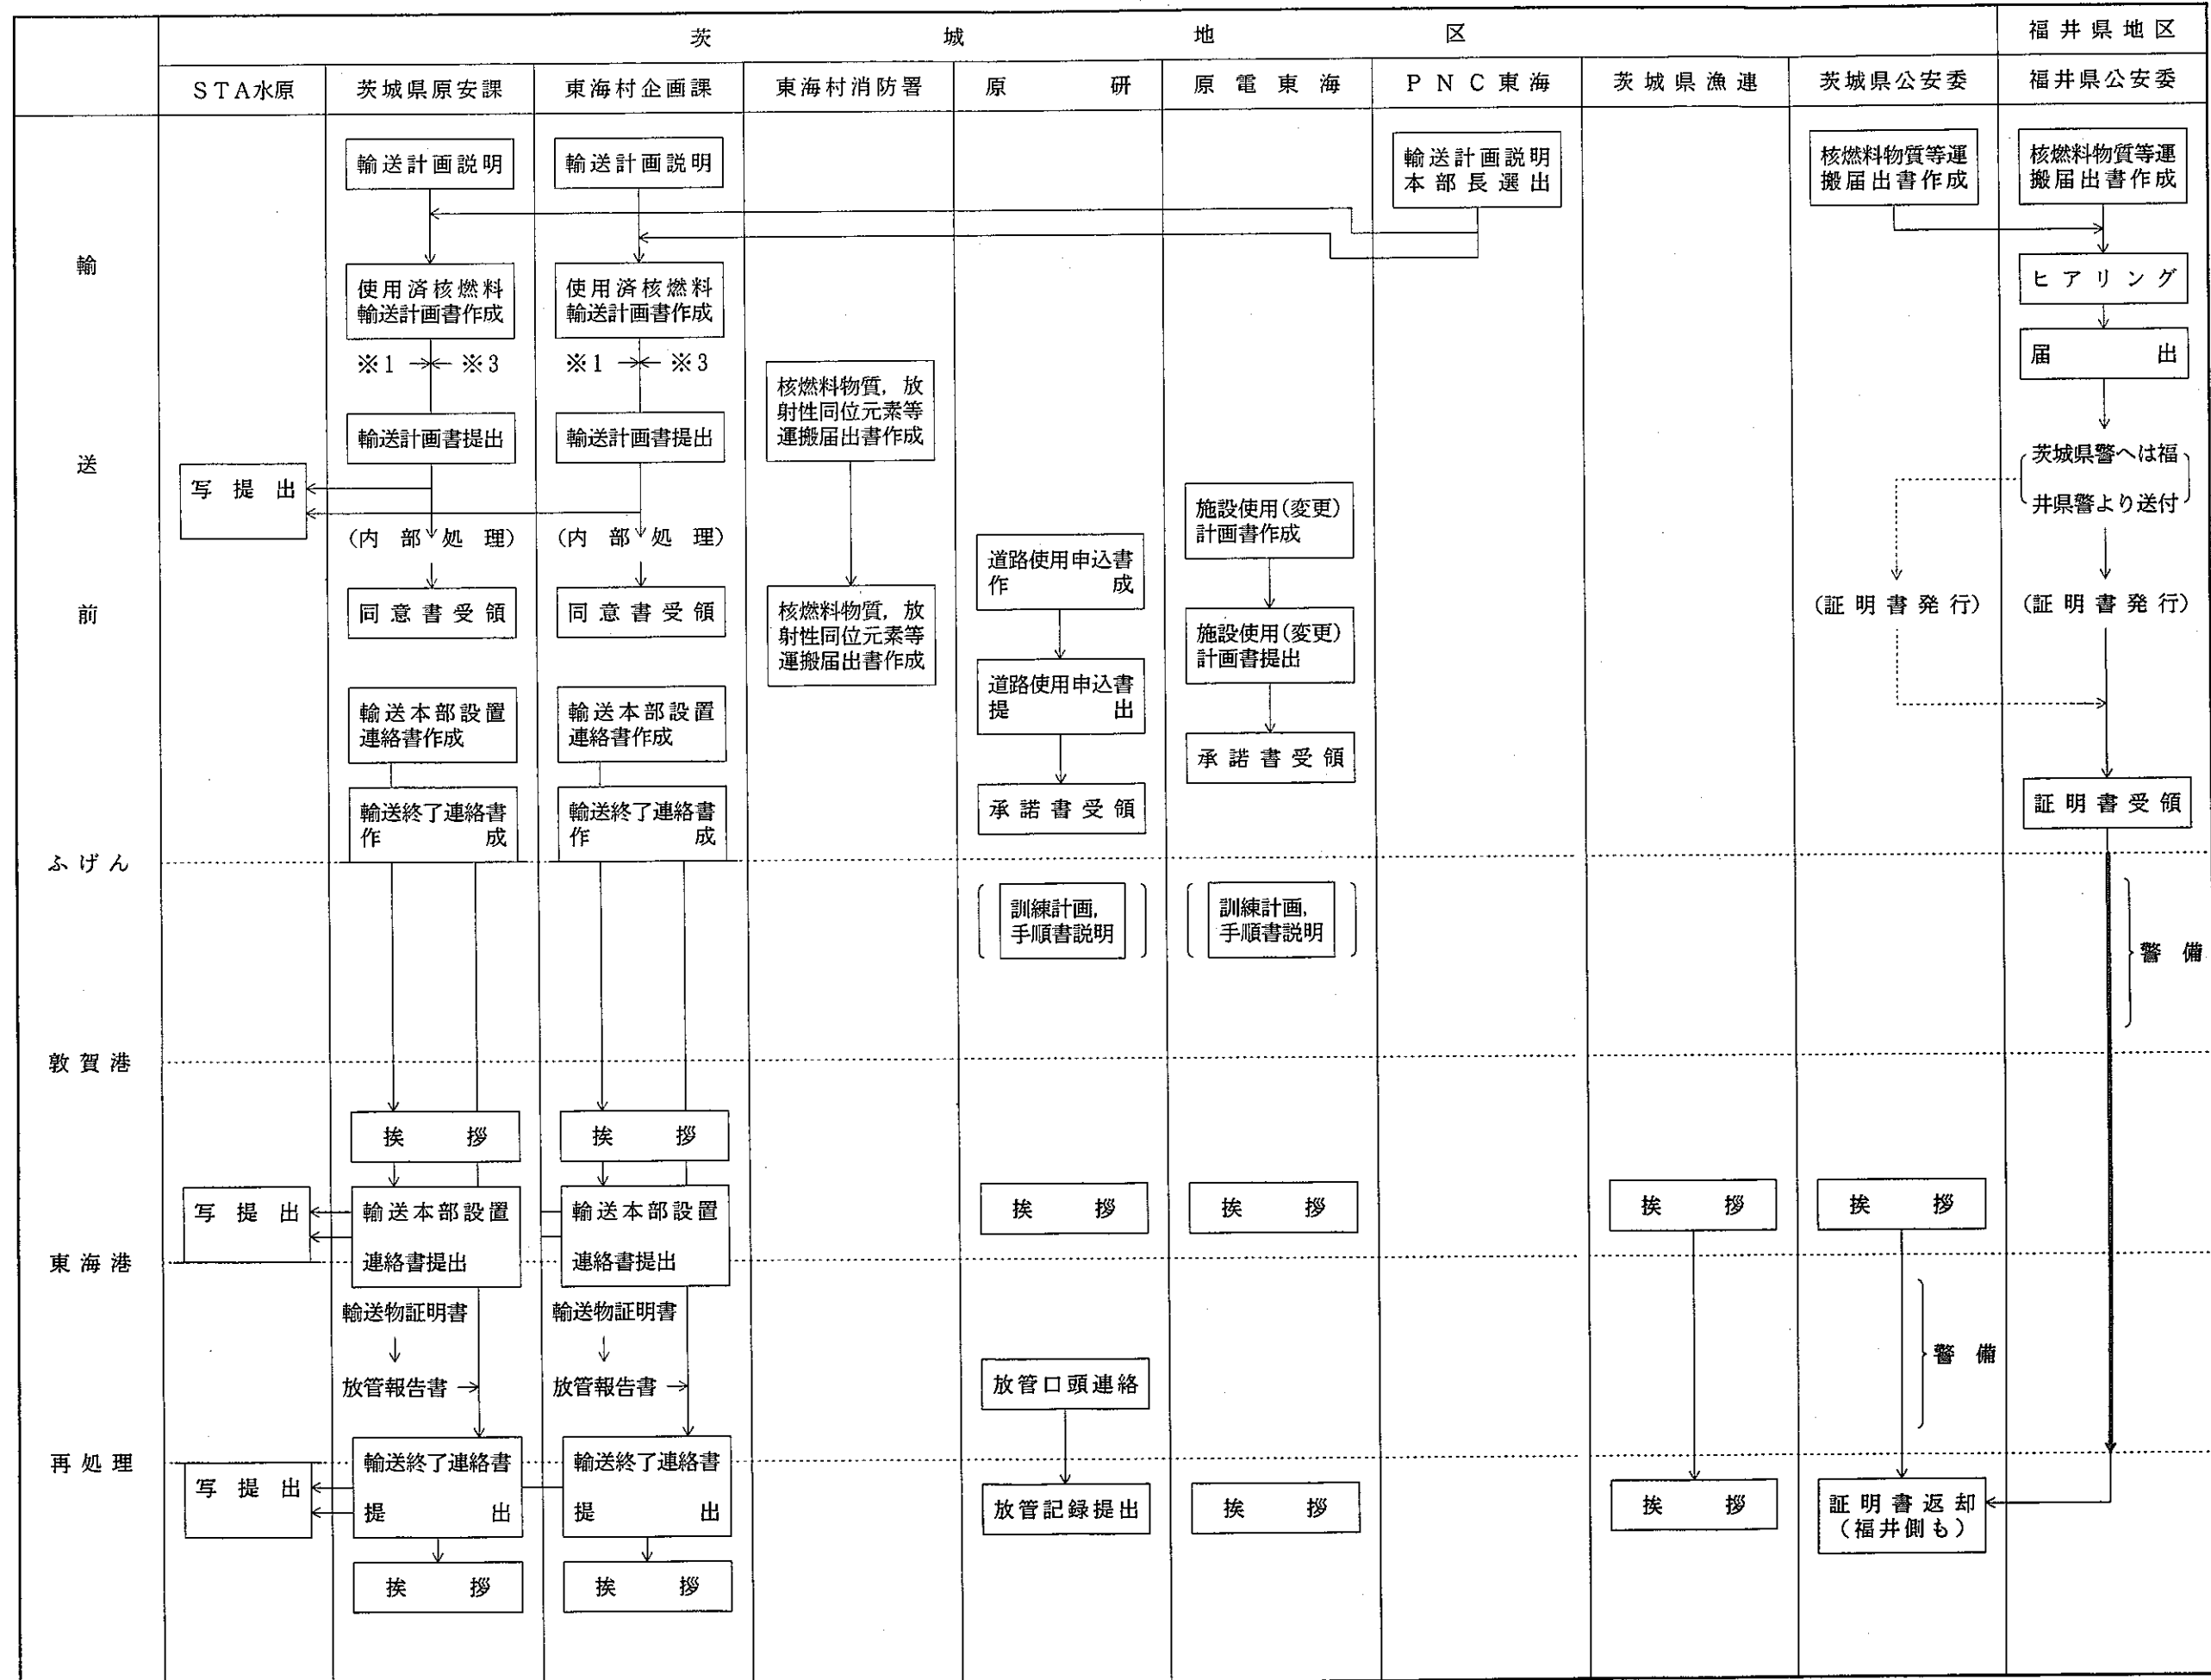 茨城地区
福井県地区
STA水原
茨城県原安課
東海村企画課
東海村消防署
原研
原電東海
PNC東海
茨城県漁連
茨城県公安委
福井県公安委
輸送前
ふげん
敦賀港
東海港
再処理
写提出
写提出
写提出
輸送計画説明
使用済核燃料
輸送計画書作成
※1
※3
輸送計画書提出
(内部処理)
同意書受領
輸送本部設置
連絡書作成
輸送終了連絡書
作成
挨拶
輸送本部設置
連絡書提出
輸送物証明書
放管報告書
輸送終了連絡書
提出
挨拶
輸送計画説明
使用済核燃料
輸送計画書作成
※1
※3
輸送計画書提出
(内部処理)
同意書受領
輸送本部設置
連絡書作成
輸送終了連絡書
作成
挨拶
輸送本部設置
連絡書提出
輸送物証明書
放管報告書
輸送終了連絡書
提出
挨拶
核燃料物質,放
射性同位元素等
運搬届出書作成
核燃料物質,放
射性同位元素等
運搬届出書作成
道路使用申込書
作成
道路使用申込書
提出
承諾書受領
訓練計画,
手順書説明
挨拶
放管口頭連絡
放管記録提出
施設使用(変更)
計画書作成
施設使用(変更)
計画書提出
承諾書受領
訓練計画,
手順書説明
挨拶
挨拶
輸送計画説明
本部長選出
挨拶
挨拶
核燃料物質等運
搬届出書作成
(証明書発行)
挨拶
警備
証明書返却
(福井側も)
核燃料物質等運
搬届出書作成
ヒアリング
届出
茨城県警へは福
井県警より送付
(証明書発行)
証明書受領
警備